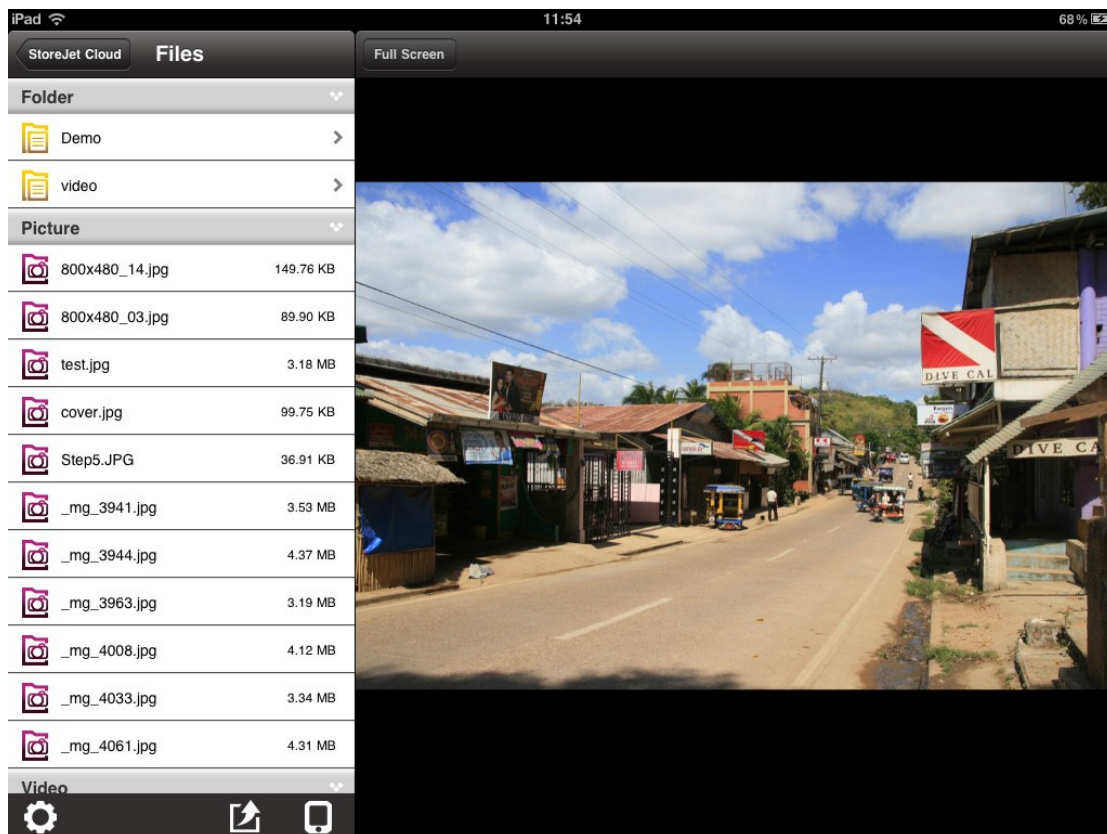 iPad 11:54 68%
StoreJet Cloud Files Full Screen
Folder
Demo
video
Picture
800x480_14.jpg 149.76 KB
800x480_03.jpg 89.90 KB
test.jpg 3.18 MB
cover.jpg 99.75 KB
Step5.JPG 36.91 KB
_mg_3941.jpg 3.53 MB
_mg_3944.jpg 4.37 MB
_mg_3963.jpg 3.19 MB
_mg_4008.jpg 4.12 MB
_mg_4033.jpg 3.34 MB
_mg_4061.jpg 4.31 MB
Video
DIVE CAL
DIVE CA